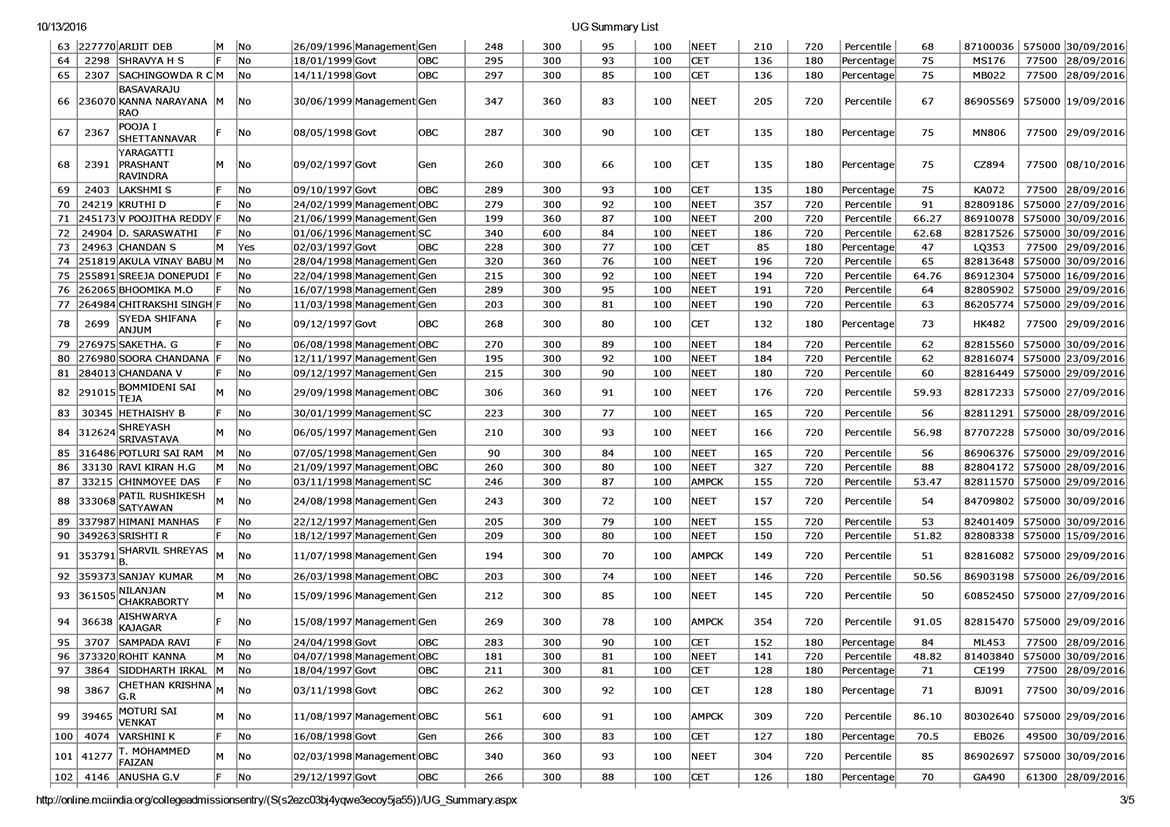 10/13/2016 UG Summary List
63 227770 ARIJIT DEB M No 26/09/1996 Management Gen 248 300 95 100 NEET 210 720 Percentile 68 87100036 575000 30/09/2016
64 2298 SHRAVYA H S F No 18/01/1999 Govt OBC 295 300 93 100 CET 136 180 Percentage 75 MS176 77500 28/09/2016
65 2307 SACHINGOWDA R C M No 14/11/1998 Govt OBC 297 300 85 100 CET 136 180 Percentage 75 MB022 77500 28/09/2016
BASAVARAJU
66 236070 KANNA NARAYANA M No 30/06/1999 Management Gen 347 360 83 100 NEET 205 720 Percentile 67 86905569 575000 19/09/2016
RAO
POOJA I
67 2367 F No 08/05/1998 Govt OBC 287 300 90 100 CET 135 180 Percentage 75 MN806 77500 29/09/2016
SHETTANNAVAR
YARAGATTI
68 2391 PRASHANT M No 09/02/1997 Govt Gen 260 300 66 100 CET 135 180 Percentage 75 CZ894 77500 08/10/2016
RAVINDRA
69 2403 LAKSHMI S F No 09/10/1997 Govt OBC 289 300 93 100 CET 135 180 Percentage 75 KA072 77500 28/09/2016
70 24219 KRUTHI D F No 24/02/1999 Management OBC 279 300 92 100 NEET 357 720 Percentile 91 82809186 575000 27/09/2016
71 245173 V POOJITHA REDDY F No 21/06/1999 Management Gen 199 360 87 100 NEET 200 720 Percentile 66.27 86910078 575000 30/09/2016
72 24904 D. SARASWATHI F No 01/06/1996 Management SC 340 600 84 100 NEET 186 720 Percentile 62.68 82817526 575000 30/09/2016
73 24963 CHANDAN S M Yes 02/03/1997 Govt OBC 228 300 77 100 CET 85 180 Percentage 47 LQ353 77500 29/09/2016
74 251819 AKULA VINAY BABU M No 28/04/1998 Management Gen 320 360 76 100 NEET 196 720 Percentile 65 82813648 575000 30/09/2016
75 255891 SREEJA DONEPUDI F No 22/04/1998 Management Gen 215 300 92 100 NEET 194 720 Percentile 64.76 86912304 575000 16/09/2016
76 262065 BHOOMIKA M.O F No 16/07/1998 Management Gen 289 300 95 100 NEET 191 720 Percentile 64 82805902 575000 29/09/2016
77 264984 CHITRAKSHI SINGH F No 11/03/1998 Management Gen 203 300 81 100 NEET 190 720 Percentile 63 86205774 575000 29/09/2016
SYEDA SHIFANA
78 2699 F No 09/12/1997 Govt OBC 268 300 80 100 CET 132 180 Percentage 73 HK482 77500 29/09/2016
ANJUM
79 276975 SAKETHA. G F No 06/08/1998 Management OBC 270 300 89 100 NEET 184 720 Percentile 62 82815560 575000 30/09/2016
80 276980 SOORA CHANDANA F No 12/11/1997 Management Gen 195 300 92 100 NEET 184 720 Percentile 62 82816074 575000 23/09/2016
81 284013 CHANDANA V F No 09/12/1997 Management Gen 215 300 90 100 NEET 180 720 Percentile 60 82816449 575000 29/09/2016
BOMMIDENI SAI
82 291015 M No 29/09/1998 Management OBC 306 360 91 100 NEET 176 720 Percentile 59.93 82817233 575000 27/09/2016
TEJA
83 30345 HETHAISHY B F No 30/01/1999 Management SC 223 300 77 100 NEET 165 720 Percentile 56 82811291 575000 28/09/2016
SHREYASH
84 312624 M No 06/05/1997 Management Gen 210 300 93 100 NEET 166 720 Percentile 56.98 87707228 575000 30/09/2016
SRIVASTAVA
85 316486 POTLURI SAI RAM M No 07/05/1998 Management Gen 90 300 84 100 NEET 165 720 Percentile 56 86906376 575000 29/09/2016
86 33130 RAVI KIRAN H.G M No 21/09/1997 Management OBC 260 300 80 100 NEET 327 720 Percentile 88 82804172 575000 28/09/2016
87 33215 CHINMOYEE DAS F No 03/11/1998 Management SC 246 300 87 100 AMPCK 155 720 Percentile 53.47 82811570 575000 29/09/2016
PATIL RUSHIKESH
88 333068 M No 24/08/1998 Management Gen 243 300 72 100 NEET 157 720 Percentile 54 84709802 575000 30/09/2016
SATYAWAN
89 337987 HIMANI MANHAS F No 22/12/1997 Management Gen 205 300 79 100 NEET 155 720 Percentile 53 82401409 575000 30/09/2016
90 349263 SRISHTI R F No 18/12/1997 Management Gen 209 300 80 100 NEET 150 720 Percentile 51.82 82808338 575000 15/09/2016
SHARVIL SHREYAS
91 353791 M No 11/07/1998 Management Gen 194 300 70 100 AMPCK 149 720 Percentile 51 82816082 575000 29/09/2016
B.
92 359373 SANJAY KUMAR M No 26/03/1998 Management OBC 203 300 74 100 NEET 146 720 Percentile 50.56 86903198 575000 26/09/2016
NILANJAN
93 361505 M No 15/09/1996 Management Gen 212 300 85 100 NEET 145 720 Percentile 50 60852450 575000 27/09/2016
CHAKRABORTY
AISHWARYA
94 36638 F No 15/08/1997 Management Gen 269 300 78 100 AMPCK 354 720 Percentile 91.05 82815470 575000 29/09/2016
KAJAGAR
95 3707 SAMPADA RAVI F No 24/04/1998 Govt OBC 283 300 90 100 CET 152 180 Percentage 84 ML453 77500 28/09/2016
96 373320 ROHIT KANNA M No 04/07/1998 Management OBC 181 300 81 100 NEET 141 720 Percentile 48.82 81403840 575000 30/09/2016
97 3864 SIDDHARTH IRKAL M No 18/04/1997 Govt OBC 211 300 81 100 CET 128 180 Percentage 71 CE199 77500 28/09/2016
CHETHAN KRISHNA
98 3867 M No 03/11/1998 Govt OBC 262 300 92 100 CET 128 180 Percentage 71 BJ091 77500 30/09/2016
G.R
MOTURI SAI
99 39465 M No 11/08/1997 Management OBC 561 600 91 100 AMPCK 309 720 Percentile 86.10 80302640 575000 29/09/2016
VENKAT
100 4074 VARSHINI K F No 16/08/1998 Govt Gen 266 300 83 100 CET 127 180 Percentage 70.5 EB026 49500 30/09/2016
T. MOHAMMED
101 41277 M No 02/03/1998 Management OBC 340 360 93 100 NEET 304 720 Percentile 85 86902697 575000 30/09/2016
FAIZAN
102 4146 ANUSHA G.V F No 29/12/1997 Govt OBC 266 300 88 100 CET 126 180 Percentage 70 GA490 61300 28/09/2016
http://online.mciindia.org/collegeadmissionsentry/(S(s2ezc03bj4yqwe3ecoy5ja55))/UG_Summary.aspx 3/5